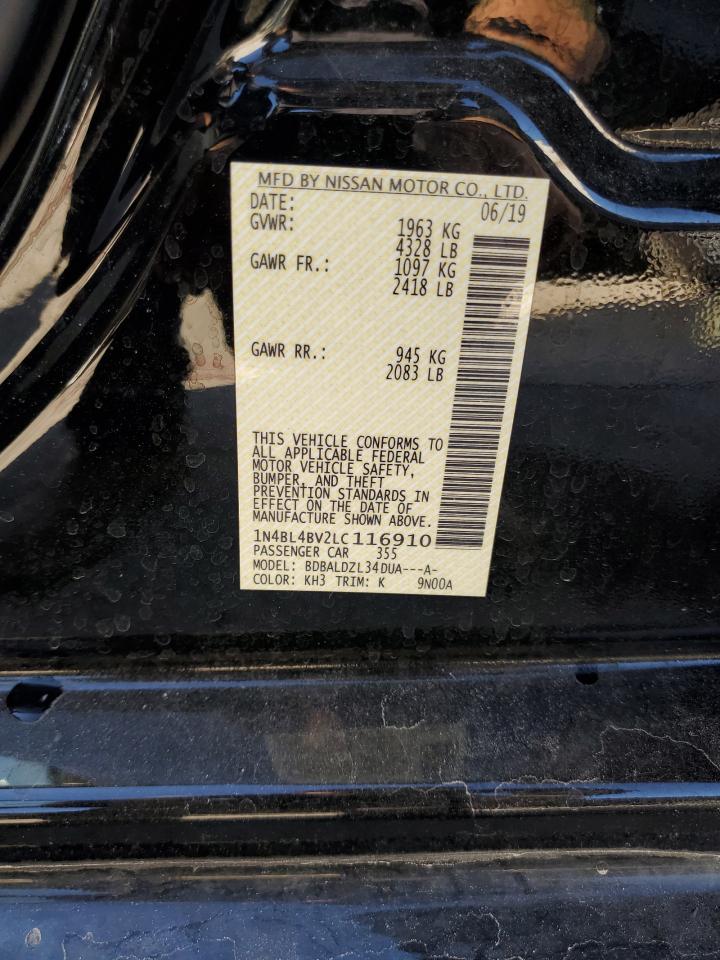 MFD BY NISSAN MOTOR CO., LTD.
DATE: 06/19
GVWR: 1963 KG
4328 LB
GAWR FR.: 1097 KG
2418 LB
GAWR RR.: 945 KG
2083 LB
THIS VEHICLE CONFORMS TO
ALL APPLICABLE FEDERAL
MOTOR VEHICLE SAFETY,
BUMPER, AND THEFT
PREVENTION STANDARDS IN
EFFECT ON THE DATE OF
MANUFACTURE SHOWN ABOVE.
1N4BL4BV2LC116910
PASSENGER CAR 355
MODEL: BDBALDZL34DUA---A-
COLOR: KH3 TRIM: K 9N00A